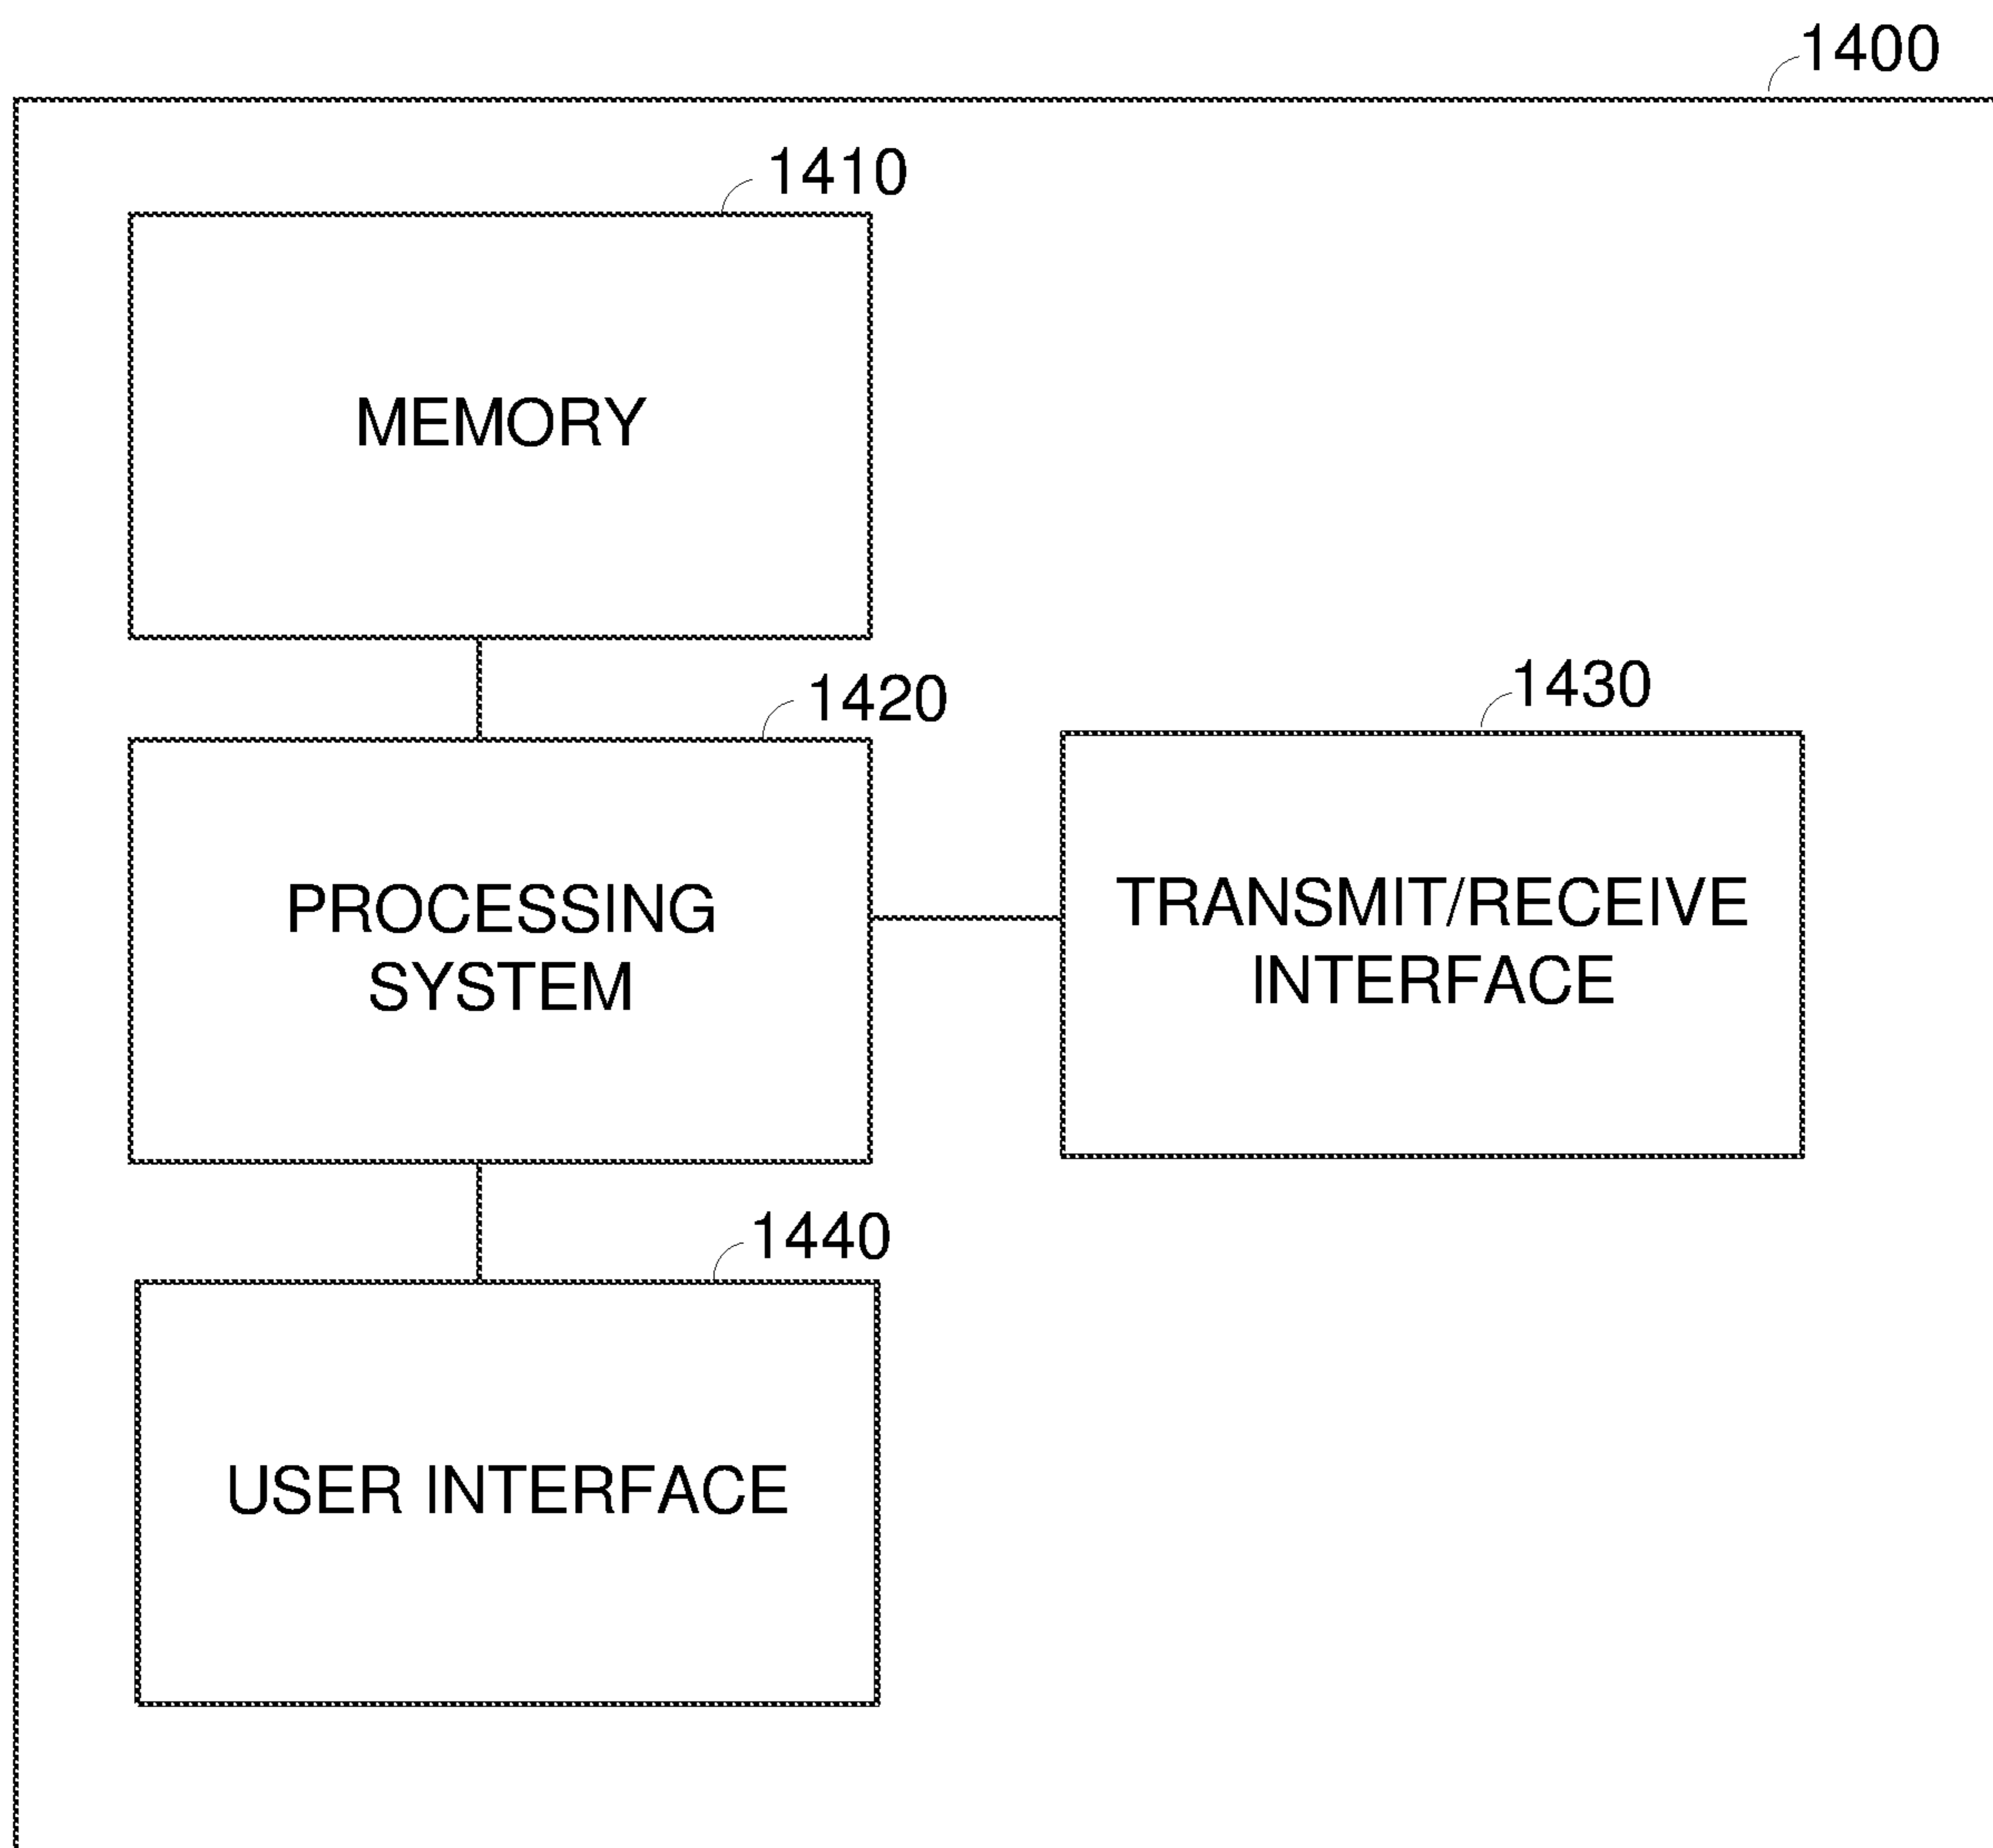 1400
1410
MEMORY
1420
1430
PROCESSING
SYSTEM
TRANSMIT/RECEIVE
INTERFACE
1440
USER INTERFACE